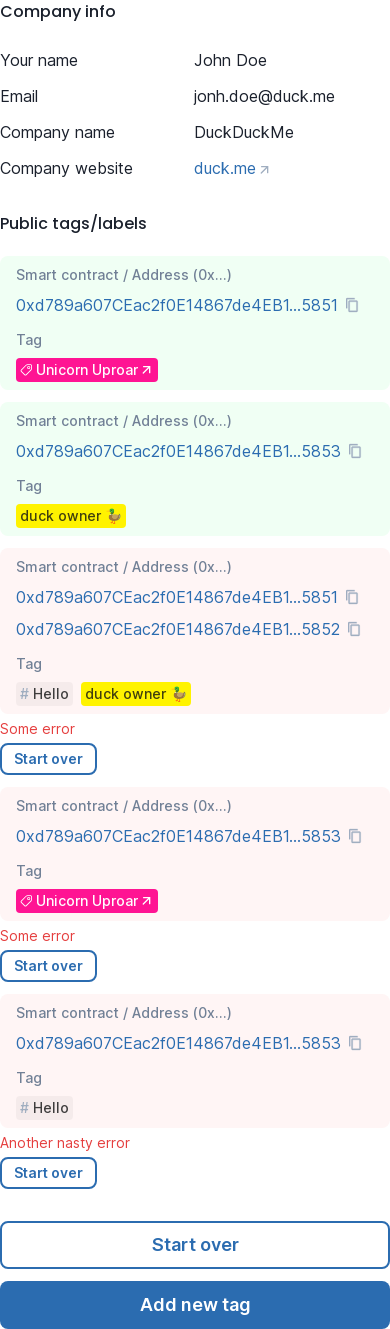 Company info
Your name John Doe
Email jonh.doe@duck.me
Company name DuckDuckMe
Company website duck.me
Public tags/labels
Smart contract / Address (0x...)
0xd789a607CEac2f0E14867de4EB1...5851
Tag
Unicorn Uproar
Smart contract / Address (0x...)
0xd789a607CEac2f0E14867de4EB1...5853
Tag
duck owner 🦆
Smart contract / Address (0x...)
0xd789a607CEac2f0E14867de4EB1...5851
0xd789a607CEac2f0E14867de4EB1...5852
Tag
# Hello duck owner 🦆
Some error
Start over
Smart contract / Address (0x...)
0xd789a607CEac2f0E14867de4EB1...5853
Tag
Unicorn Uproar
Some error
Start over
Smart contract / Address (0x...)
0xd789a607CEac2f0E14867de4EB1...5853
Tag
# Hello
Another nasty error
Start over
Start over
Add new tag